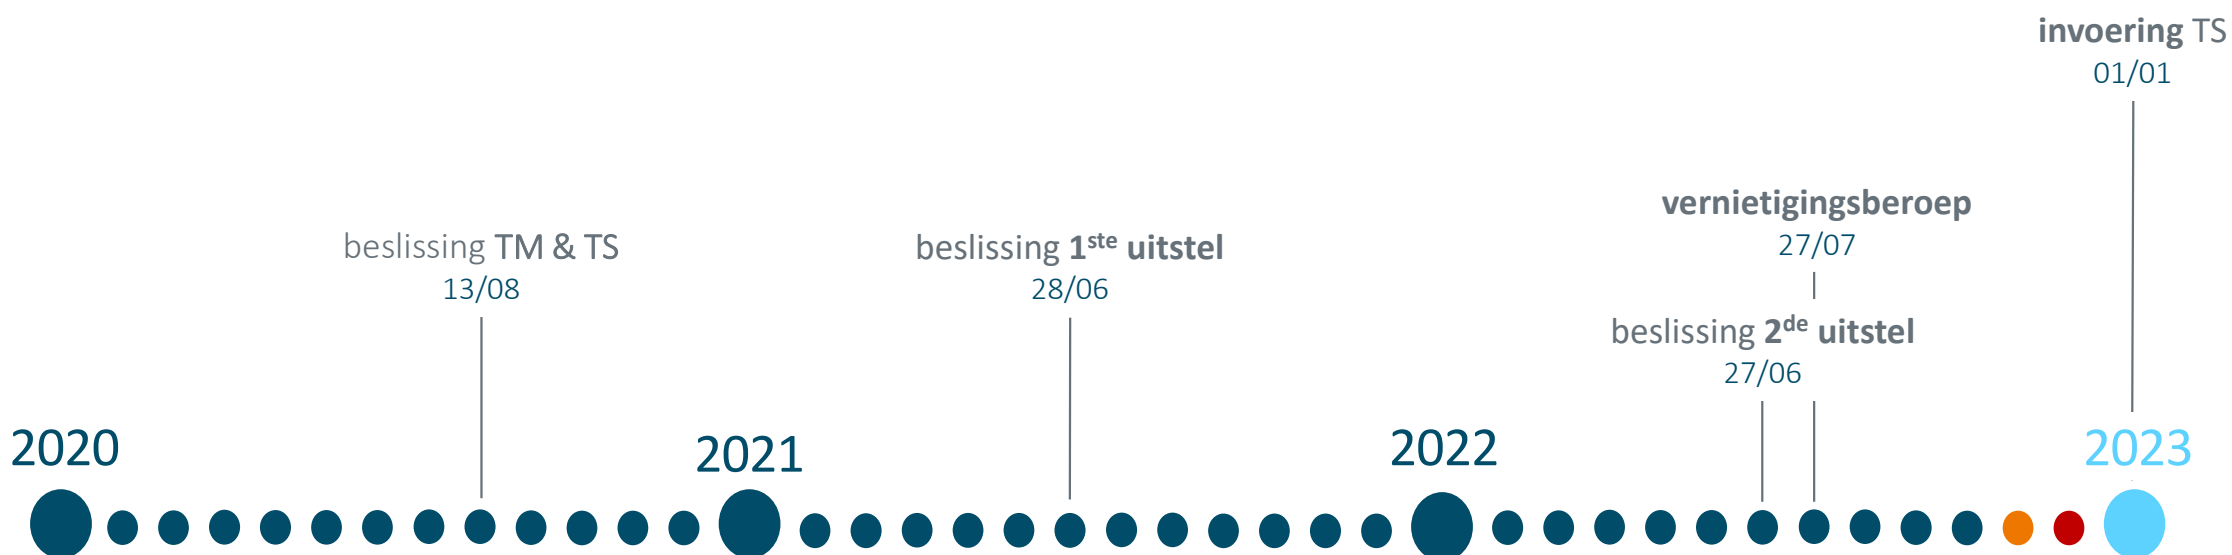 invoering TS
01/01
vernietigingsberoep
27/07
beslissing TM & TS
13/08
beslissing 1ste uitstel
28/06
beslissing 2de uitstel
27/06
2020
2021
2022
2023